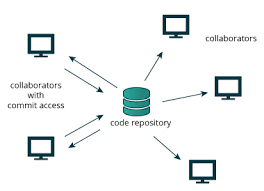 collaborators
collaborators
with
commit access
code repository